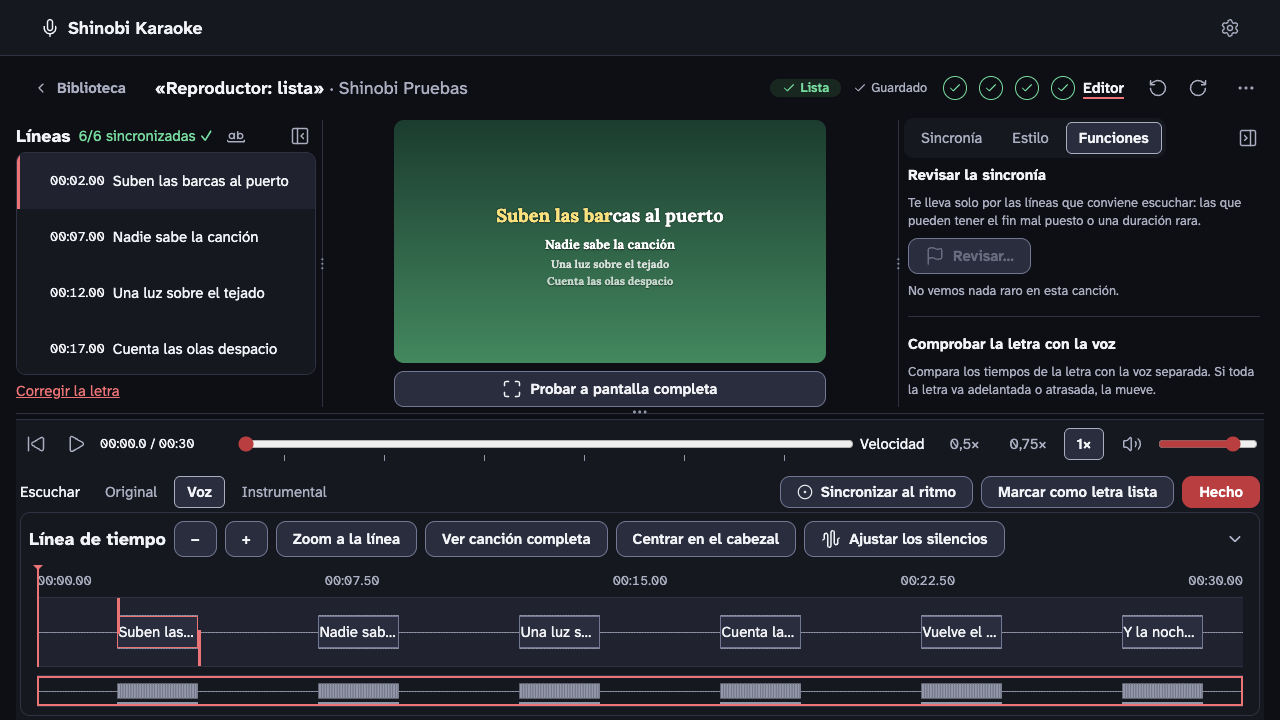 Shinobi Karaoke
Biblioteca
«Reproductor: lista» · Shinobi Pruebas
Lista
Guardado
Editor
Líneas 6/6 sincronizadas
ab
00:02.00 Suben las barcas al puerto
00:07.00 Nadie sabe la canción
00:12.00 Una luz sobre el tejado
00:17.00 Cuenta las olas despacio
Corregir la letra
Suben las barcas al puerto
Nadie sabe la canción
Una luz sobre el tejado
Cuenta las olas despacio
Probar a pantalla completa
Sincronía Estilo Funciones
Revisar la sincronía
Te lleva solo por las líneas que conviene escuchar: las que
pueden tener el fin mal puesto o una duración rara.
Revisar...
No vemos nada raro en esta canción.
Comprobar la letra con la voz
Compara los tiempos de la letra con la voz separada. Si toda
la letra va adelantada o atrasada, la mueve.
00:00.0 / 00:30
Velocidad 0,5× 0,75× 1×
Escuchar Original Voz Instrumental
Sincronizar al ritmo
Marcar como letra lista
Hecho
Línea de tiempo − + Zoom a la línea Ver canción completa Centrar en el cabezal Ajustar los silencios
00:00.00 00:07.50 00:15.00 00:22.50 00:30.00
Suben las... Nadie sab... Una luz s... Cuenta la... Vuelve el ... Y la noch...